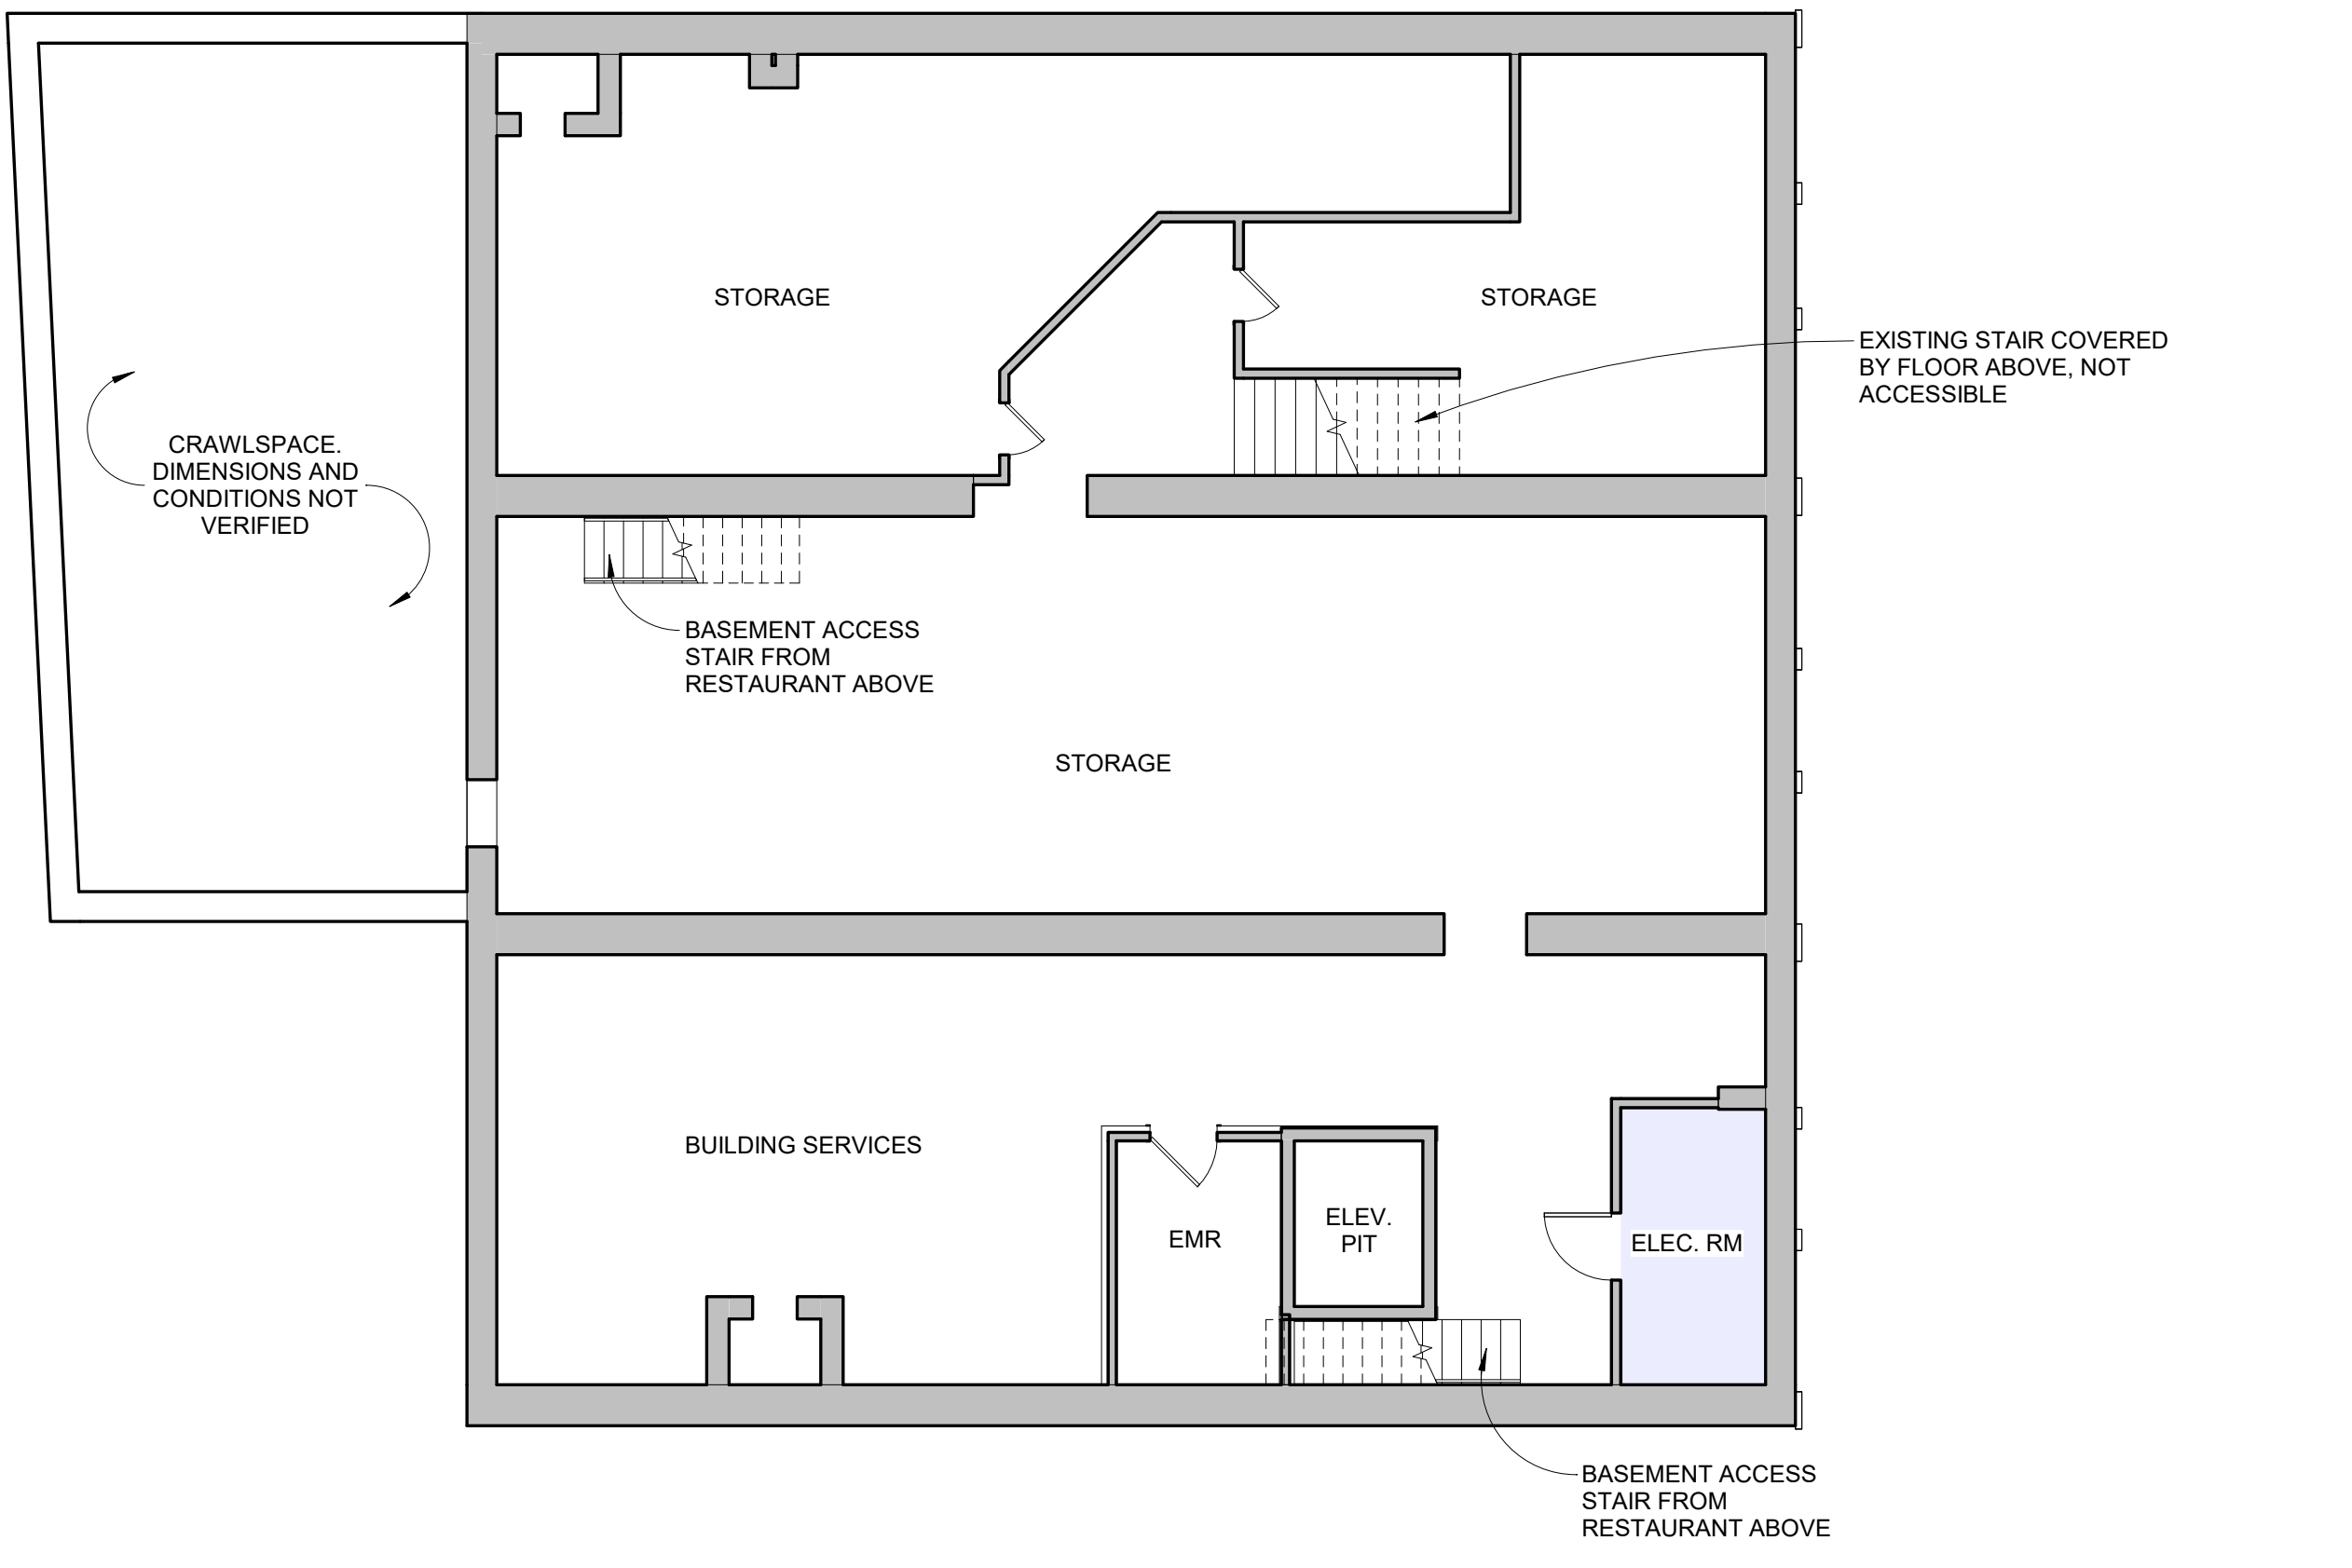 STORAGE
STORAGE
EXISTING STAIR COVERED
BY FLOOR ABOVE, NOT
ACCESSIBLE
CRAWLSPACE.
DIMENSIONS AND
CONDITIONS NOT
VERIFIED
BASEMENT ACCESS
STAIR FROM
RESTAURANT ABOVE
STORAGE
BUILDING SERVICES
EMR
ELEV.
PIT
ELEC. RM
BASEMENT ACCESS
STAIR FROM
RESTAURANT ABOVE